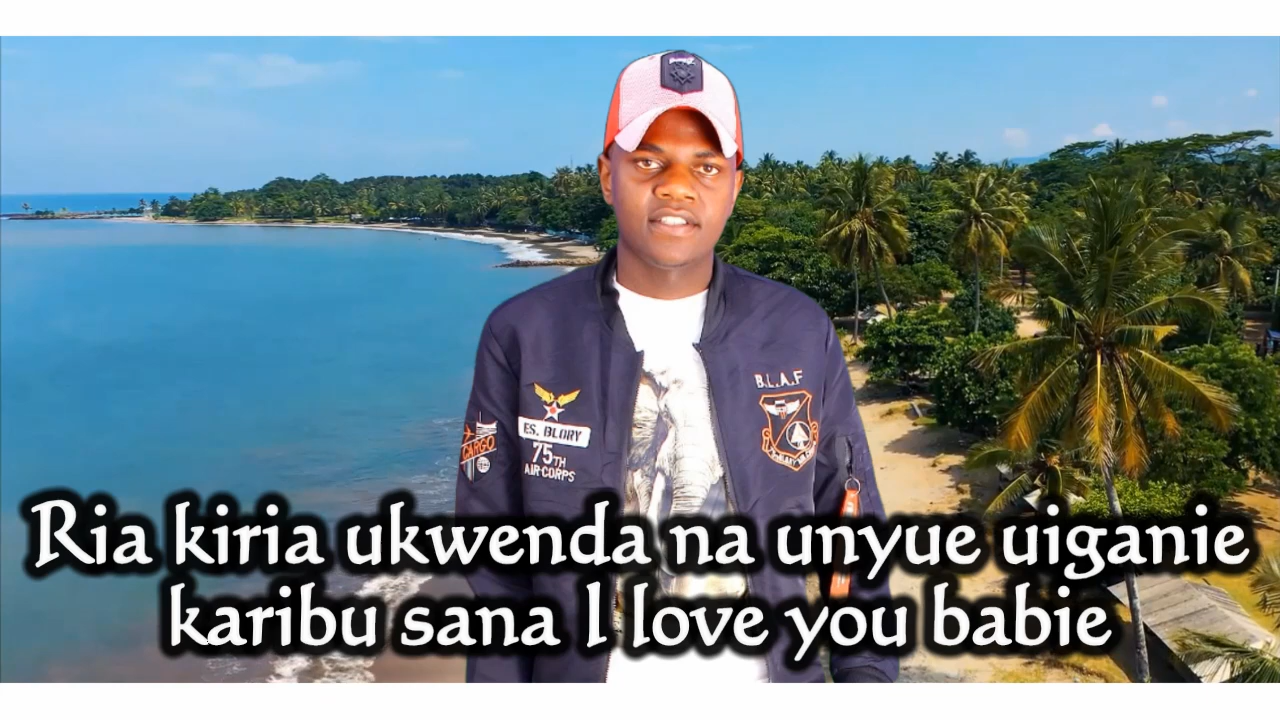 B.L.A.F
ES. BLORY
75TH
AIR CORPS
CARGO
Ria kiria ukwenda na unyue uiganie
karibu sana I love you babie